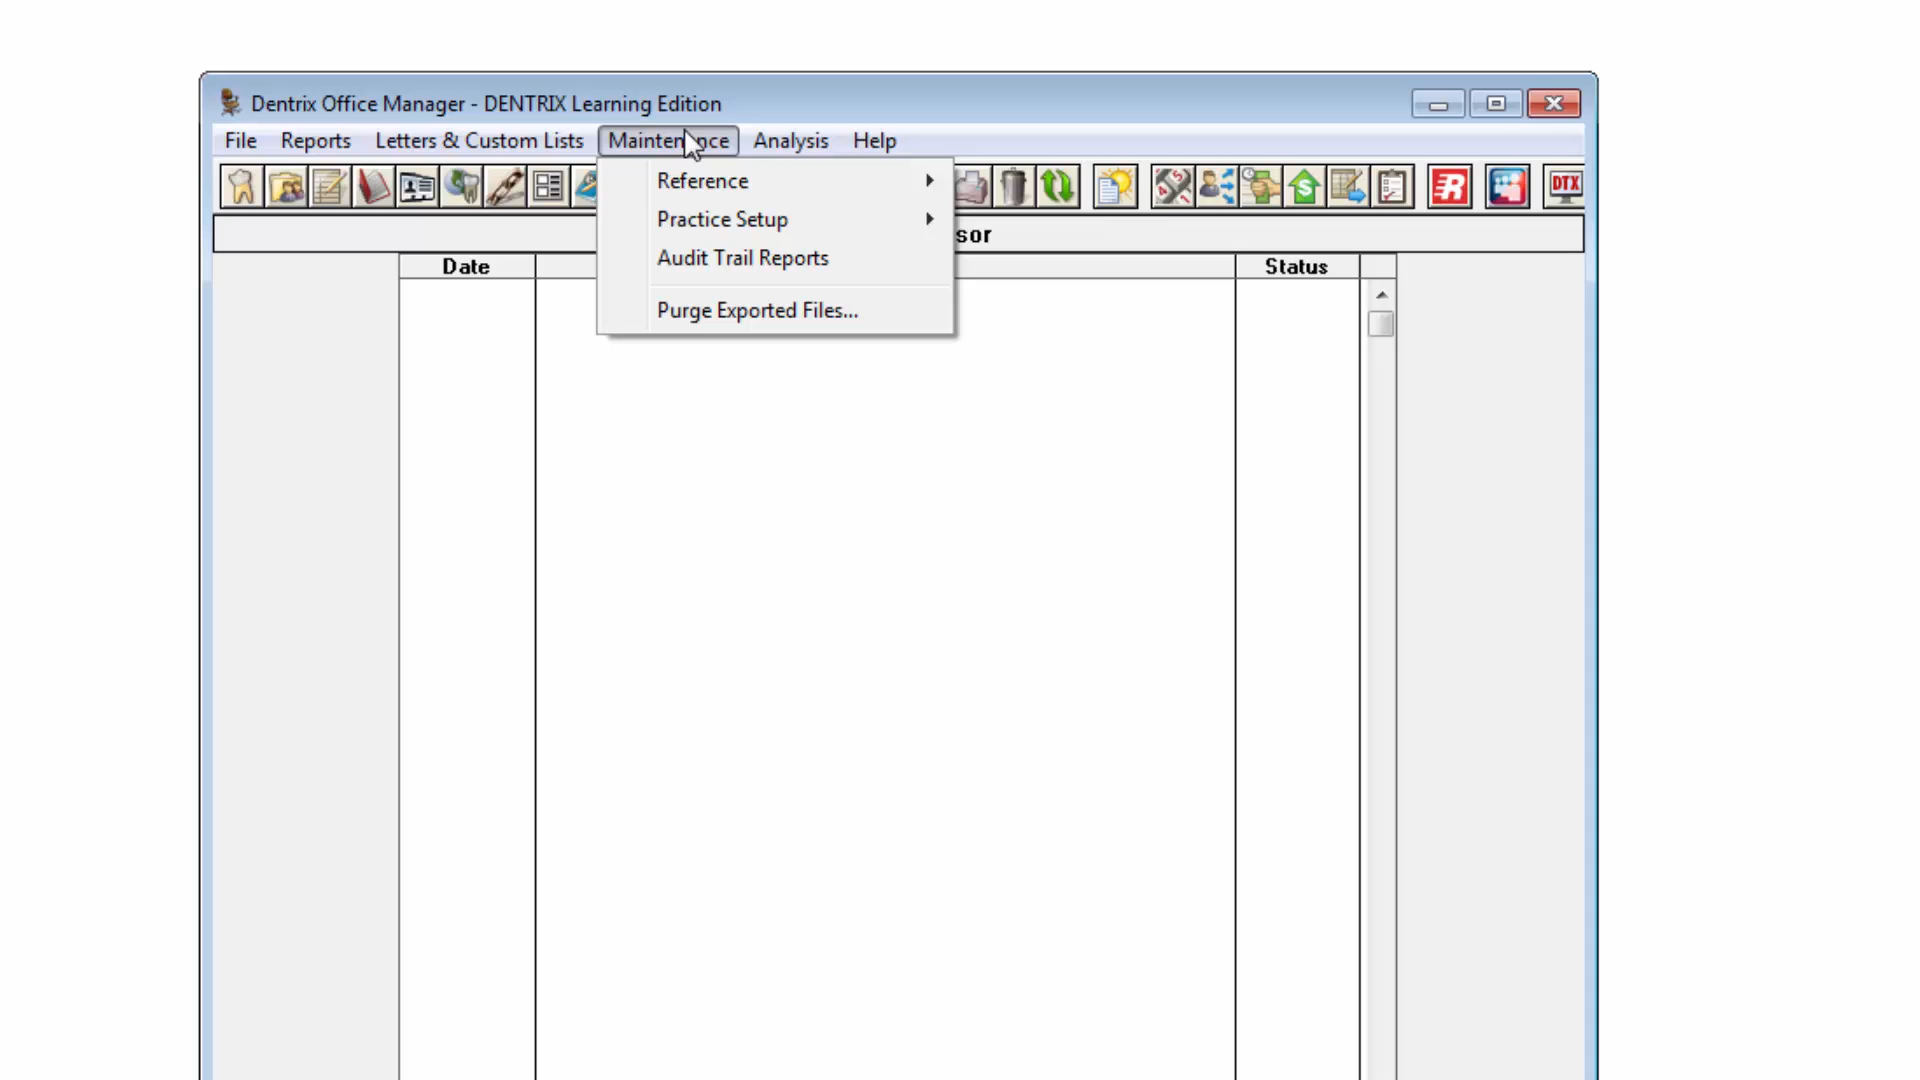 Dentrix Office Manager - DENTRIX Learning Edition
File Reports Letters & Custom Lists Maintenance Analysis Help
Reference
Practice Setup
Audit Trail Reports
Purge Exported Files...
DTX
sor
Date Status